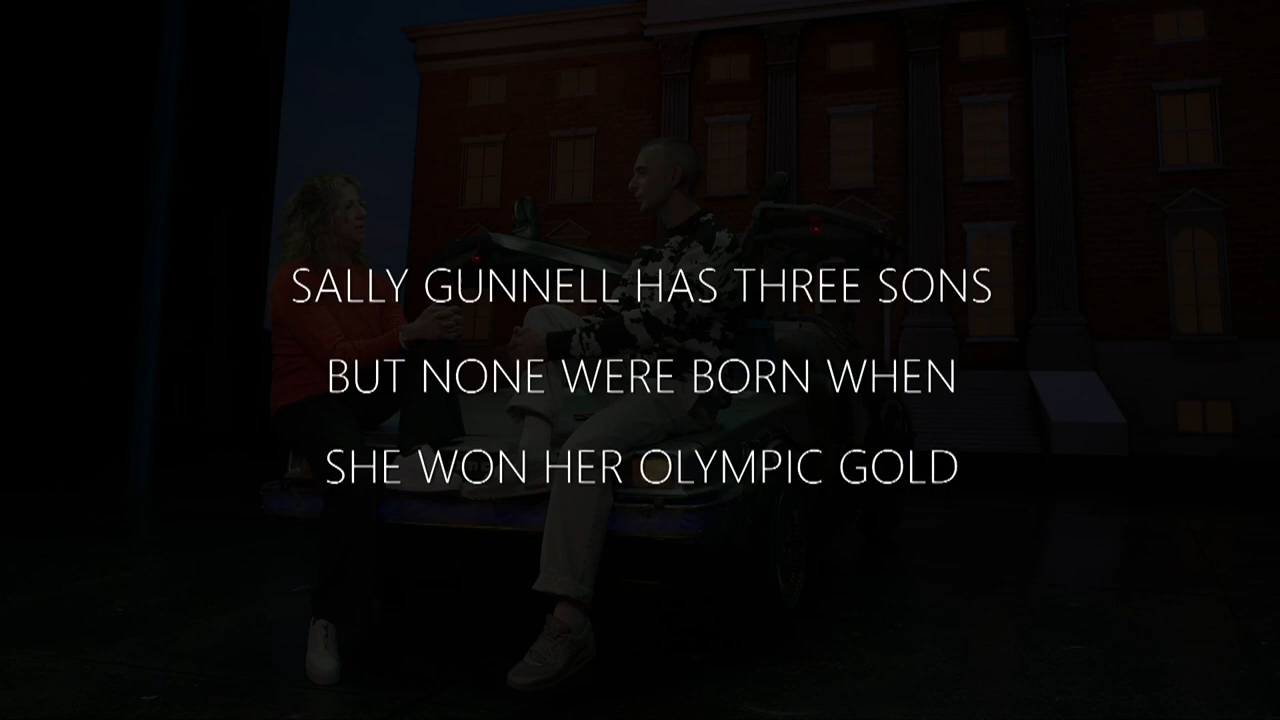 SALLY GUNNELL HAS THREE SONS
BUT NONE WERE BORN WHEN
SHE WON HER OLYMPIC GOLD